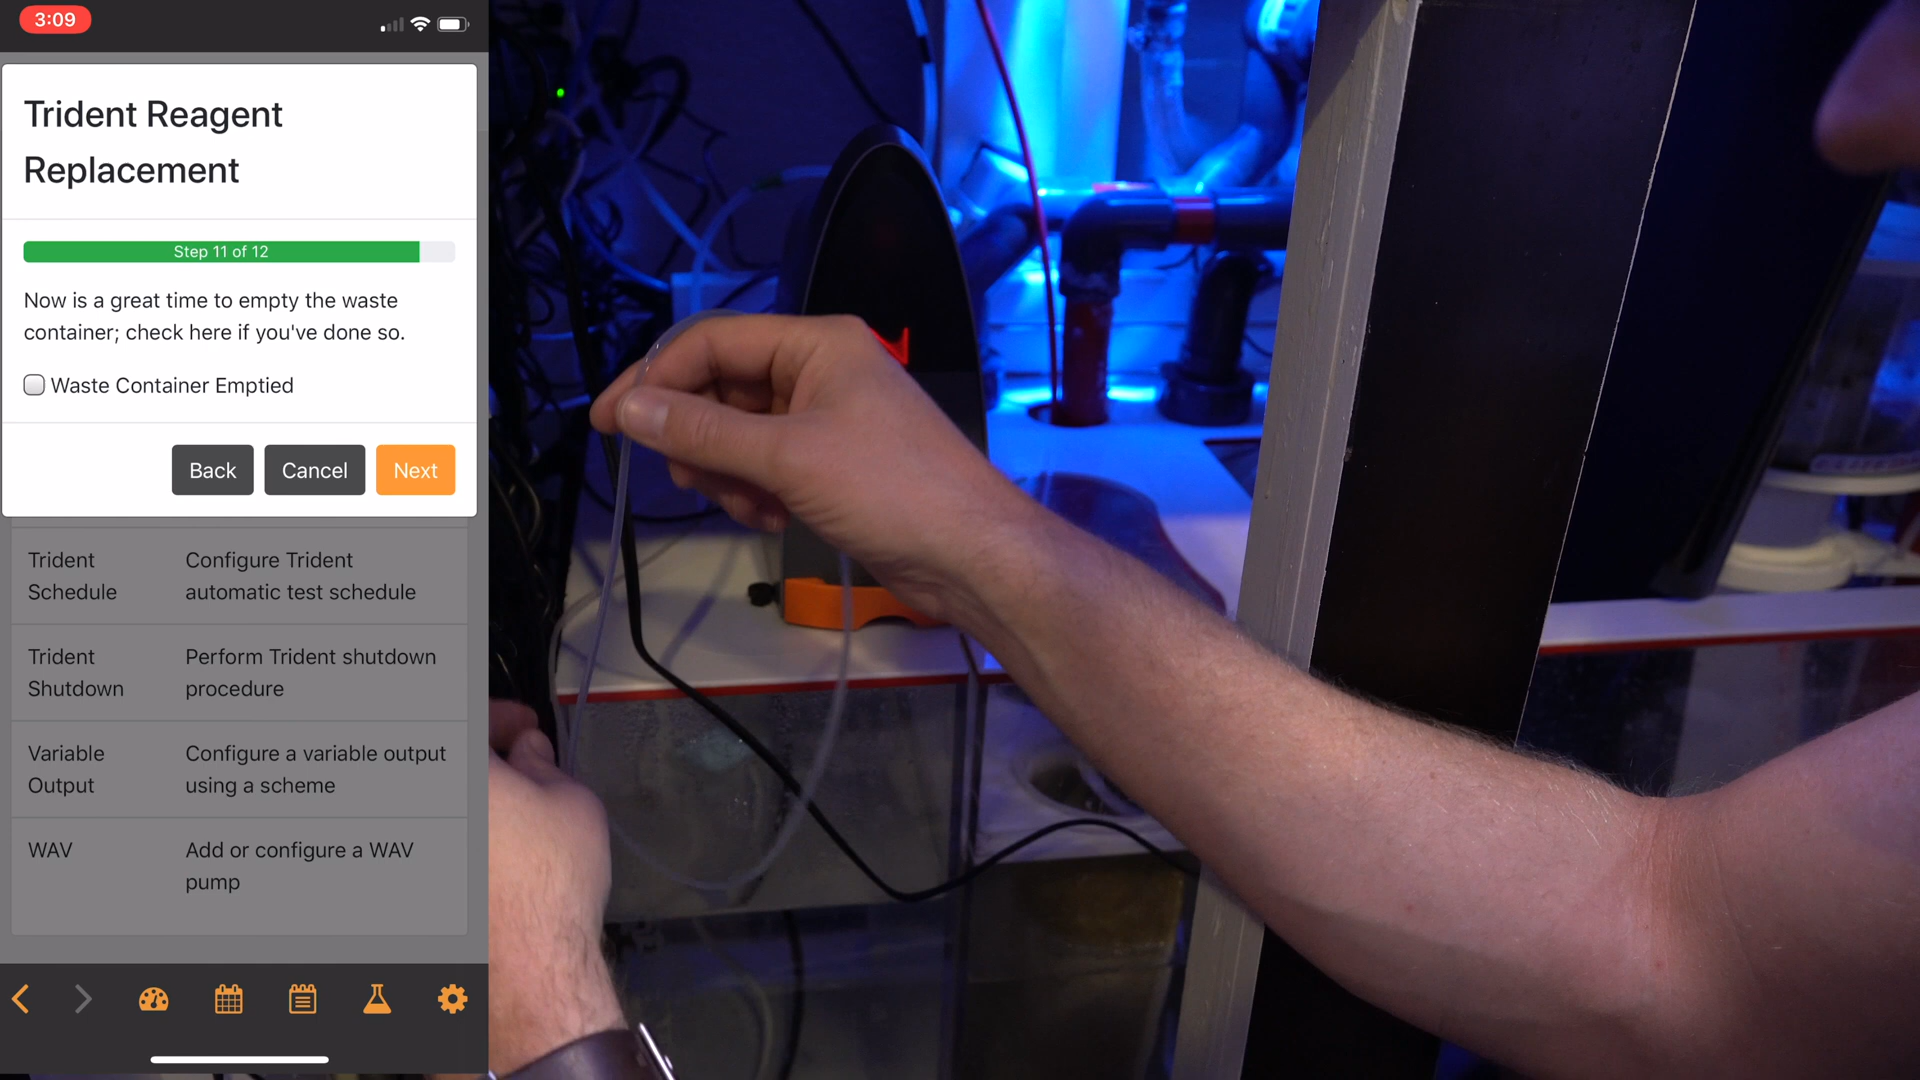 3:09
Trident Reagent
Replacement
Step 11 of 12
Now is a great time to empty the waste
container; check here if you've done so.
Waste Container Emptied
Back Cancel Next
Trident
Schedule
Configure Trident
automatic test schedule
Trident
Shutdown
Perform Trident shutdown
procedure
Variable
Output
Configure a variable output
using a scheme
WAV
Add or configure a WAV
pump